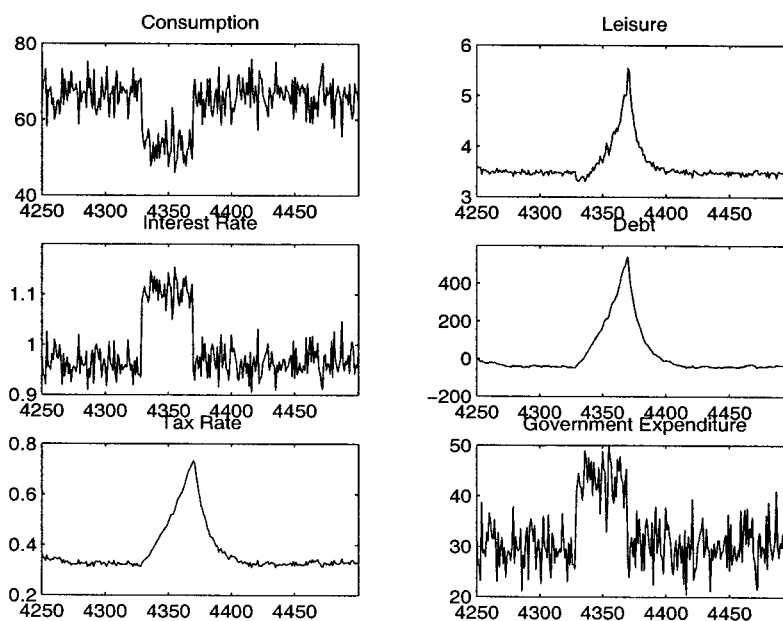 Consumption
80
60
40
4250 4300 4350 4400 4450
Leisure
6
5
4
3
4250 4300 4350 4400 4450
Interest Rate
1.1
1
0.9
4250 4300 4350 4400 4450
Debt
400
200
0
-200
4250 4300 4350 4400 4450
Tax Rate
0.8
0.6
0.4
0.2
4250 4300 4350 4400 4450
Government Expenditure
50
40
30
20
4250 4300 4350 4400 4450